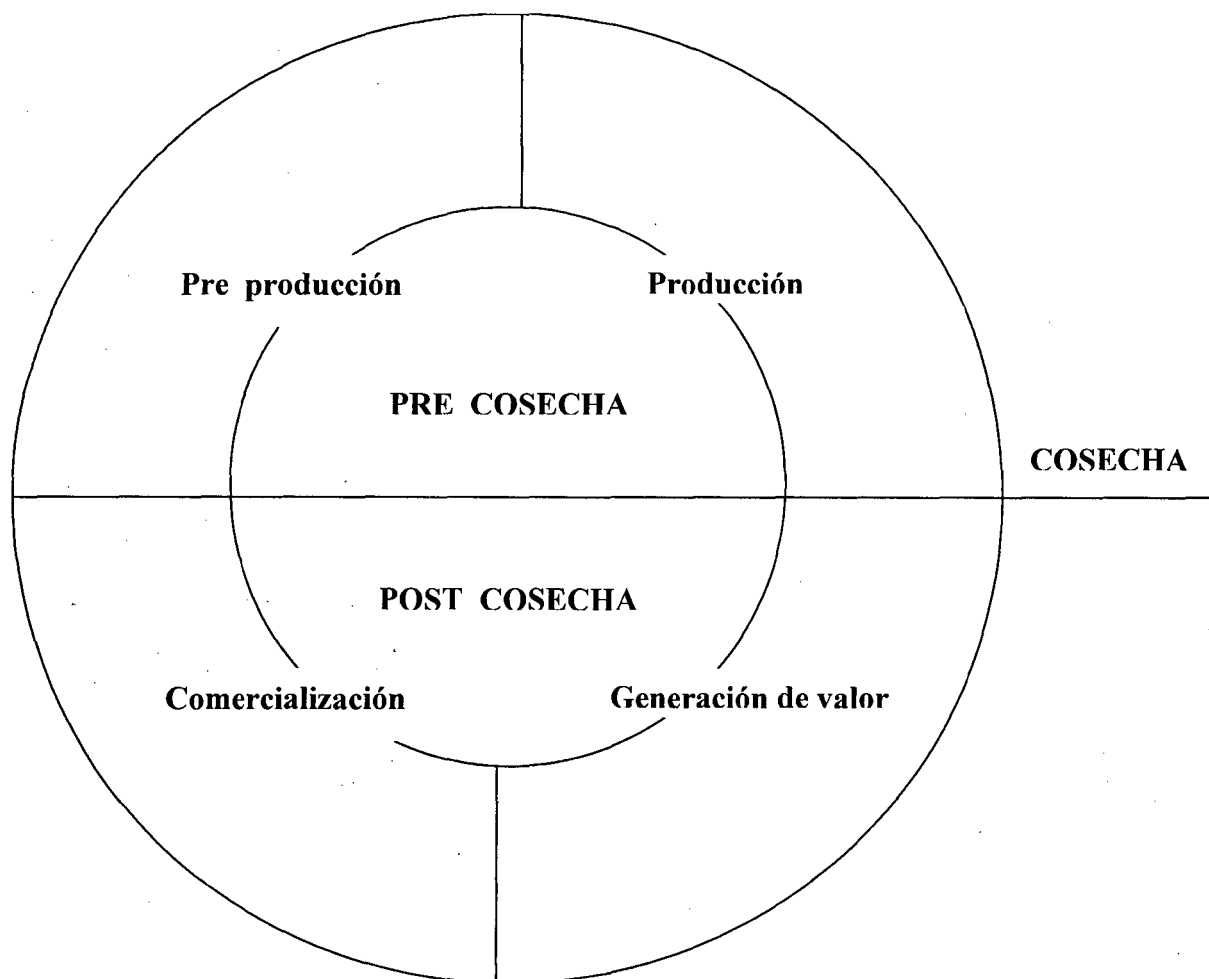 Pre producción
Producción
PRE COSECHA
COSECHA
POST COSECHA
Comercialización
Generación de valor